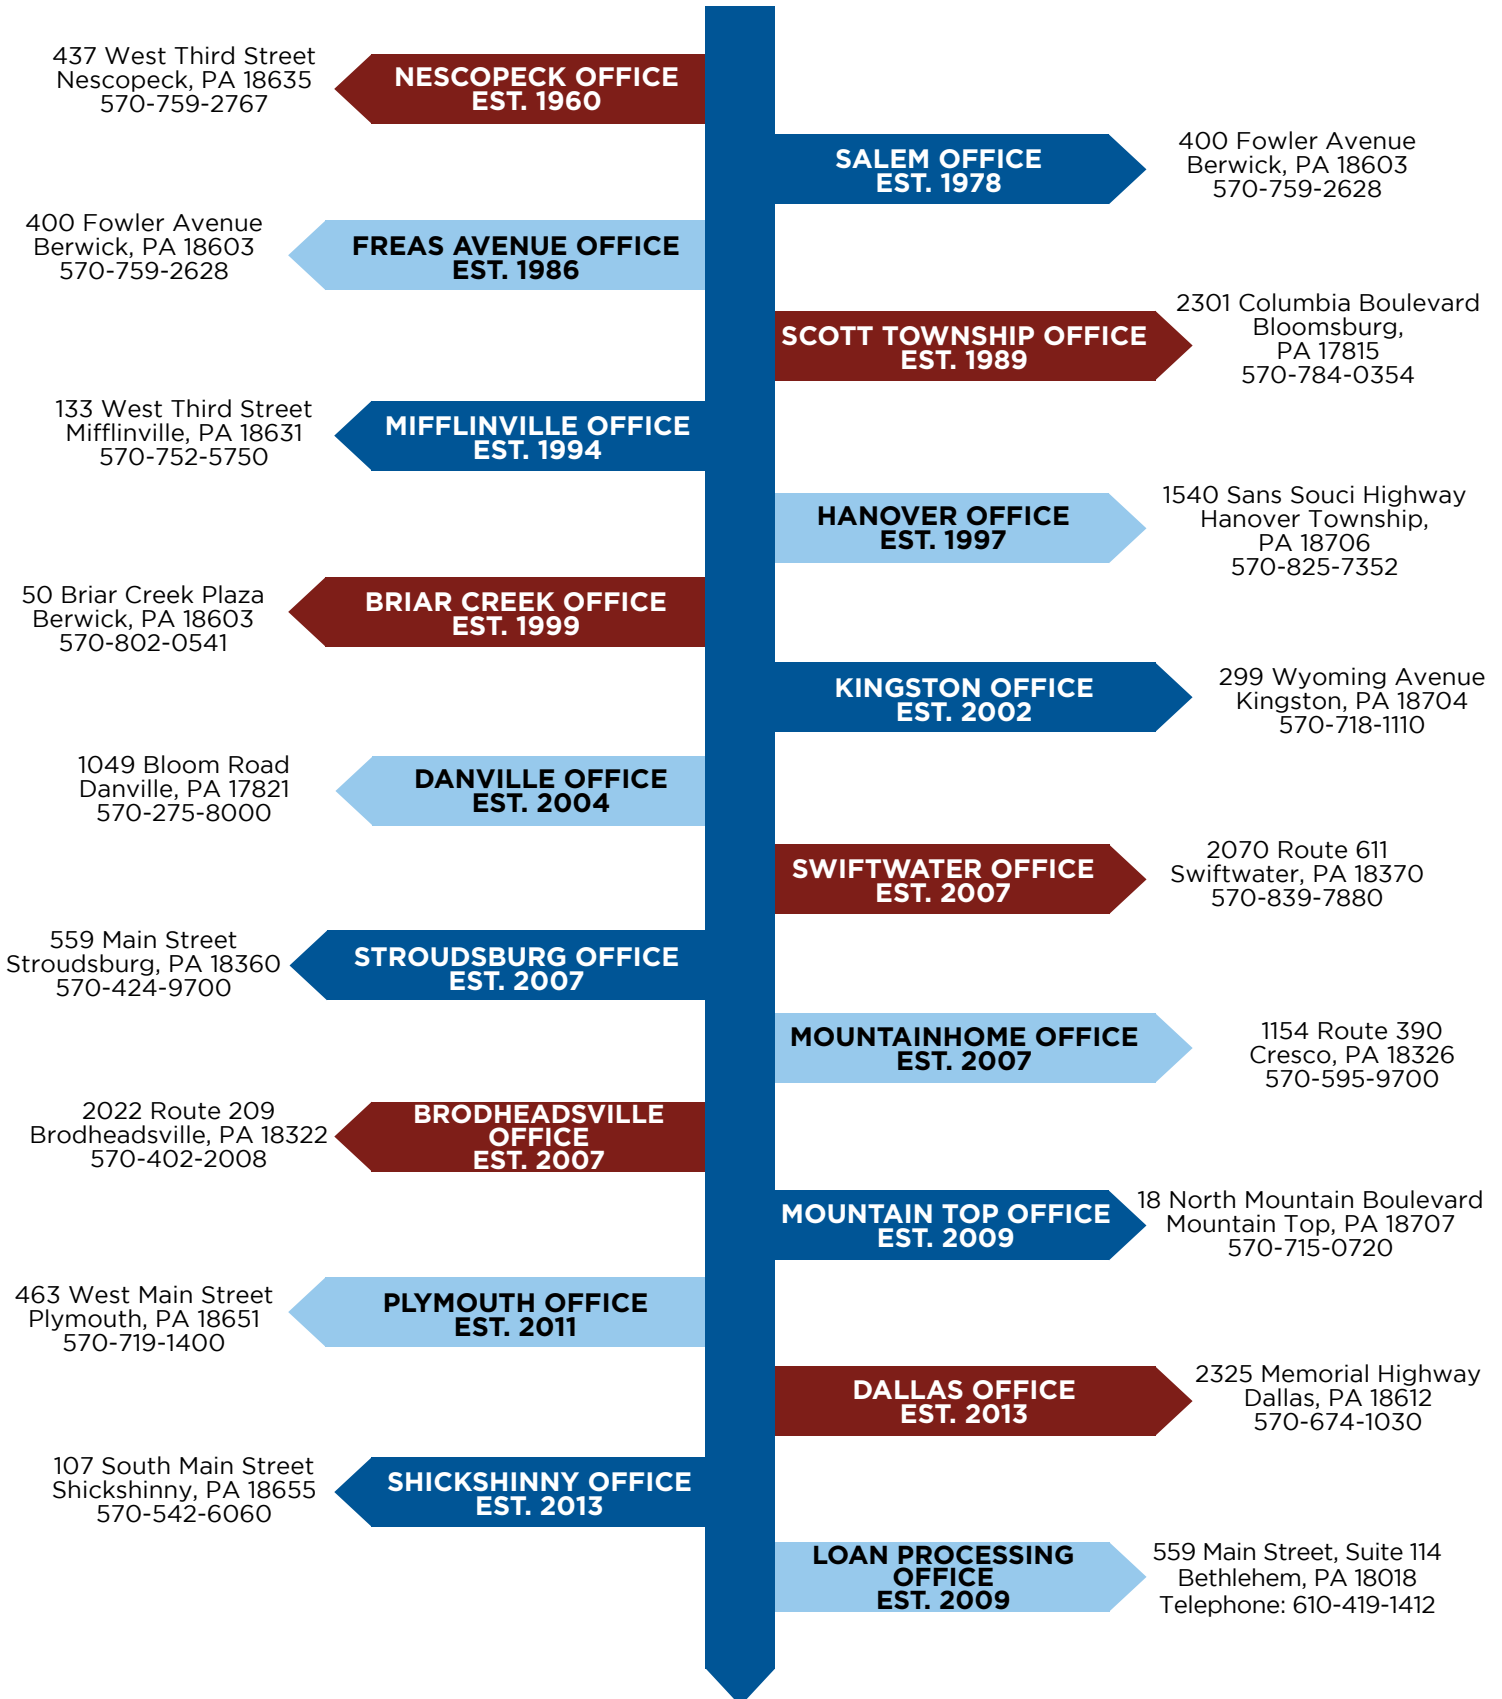 437 West Third Street
Nescopeck, PA 18635
570-759-2767
NESCOPECK OFFICE
EST. 1960
SALEM OFFICE
EST. 1978
400 Fowler Avenue
Berwick, PA 18603
570-759-2628
400 Fowler Avenue
Berwick, PA 18603
570-759-2628
FREAS AVENUE OFFICE
EST. 1986
SCOTT TOWNSHIP OFFICE
EST. 1989
2301 Columbia Boulevard
Bloomsburg,
PA 17815
570-784-0354
133 West Third Street
Mifflinville, PA 18631
570-752-5750
MIFFLINVILLE OFFICE
EST. 1994
HANOVER OFFICE
EST. 1997
1540 Sans Souci Highway
Hanover Township,
PA 18706
570-825-7352
50 Briar Creek Plaza
Berwick, PA 18603
570-802-0541
BRIAR CREEK OFFICE
EST. 1999
KINGSTON OFFICE
EST. 2002
299 Wyoming Avenue
Kingston, PA 18704
570-718-1110
1049 Bloom Road
Danville, PA 17821
570-275-8000
DANVILLE OFFICE
EST. 2004
SWIFTWATER OFFICE
EST. 2007
2070 Route 611
Swiftwater, PA 18370
570-839-7880
559 Main Street
Stroudsburg, PA 18360
570-424-9700
STROUDSBURG OFFICE
EST. 2007
MOUNTAINHOME OFFICE
EST. 2007
1154 Route 390
Cresco, PA 18326
570-595-9700
2022 Route 209
Brodheadsville, PA 18322
570-402-2008
BRODHEADSVILLE
OFFICE
EST. 2007
MOUNTAIN TOP OFFICE
EST. 2009
18 North Mountain Boulevard
Mountain Top, PA 18707
570-715-0720
463 West Main Street
Plymouth, PA 18651
570-719-1400
PLYMOUTH OFFICE
EST. 2011
DALLAS OFFICE
EST. 2013
2325 Memorial Highway
Dallas, PA 18612
570-674-1030
107 South Main Street
Shickshinny, PA 18655
570-542-6060
SHICKSHINNY OFFICE
EST. 2013
LOAN PROCESSING
OFFICE
EST. 2009
559 Main Street, Suite 114
Bethlehem, PA 18018
Telephone: 610-419-1412